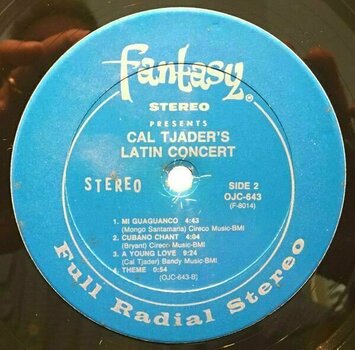 fantasy®
STEREO
PRESENTS
CAL TJADER'S
LATIN CONCERT
STEREO
SIDE 2
OJC-643
(F-8014)
1. MI GUAGUANCO 4:43
(Mongo Santamaria) Cireco Music-BMI
2. CUBANO CHANT 4:04
(Bryant) Cireco Music-BMI
3. A YOUNG LOVE 9:24
(Cal Tjader) Bandy Music-BMI
4. THEME 0:54
(OJC-643-B)
Full Radial Stereo